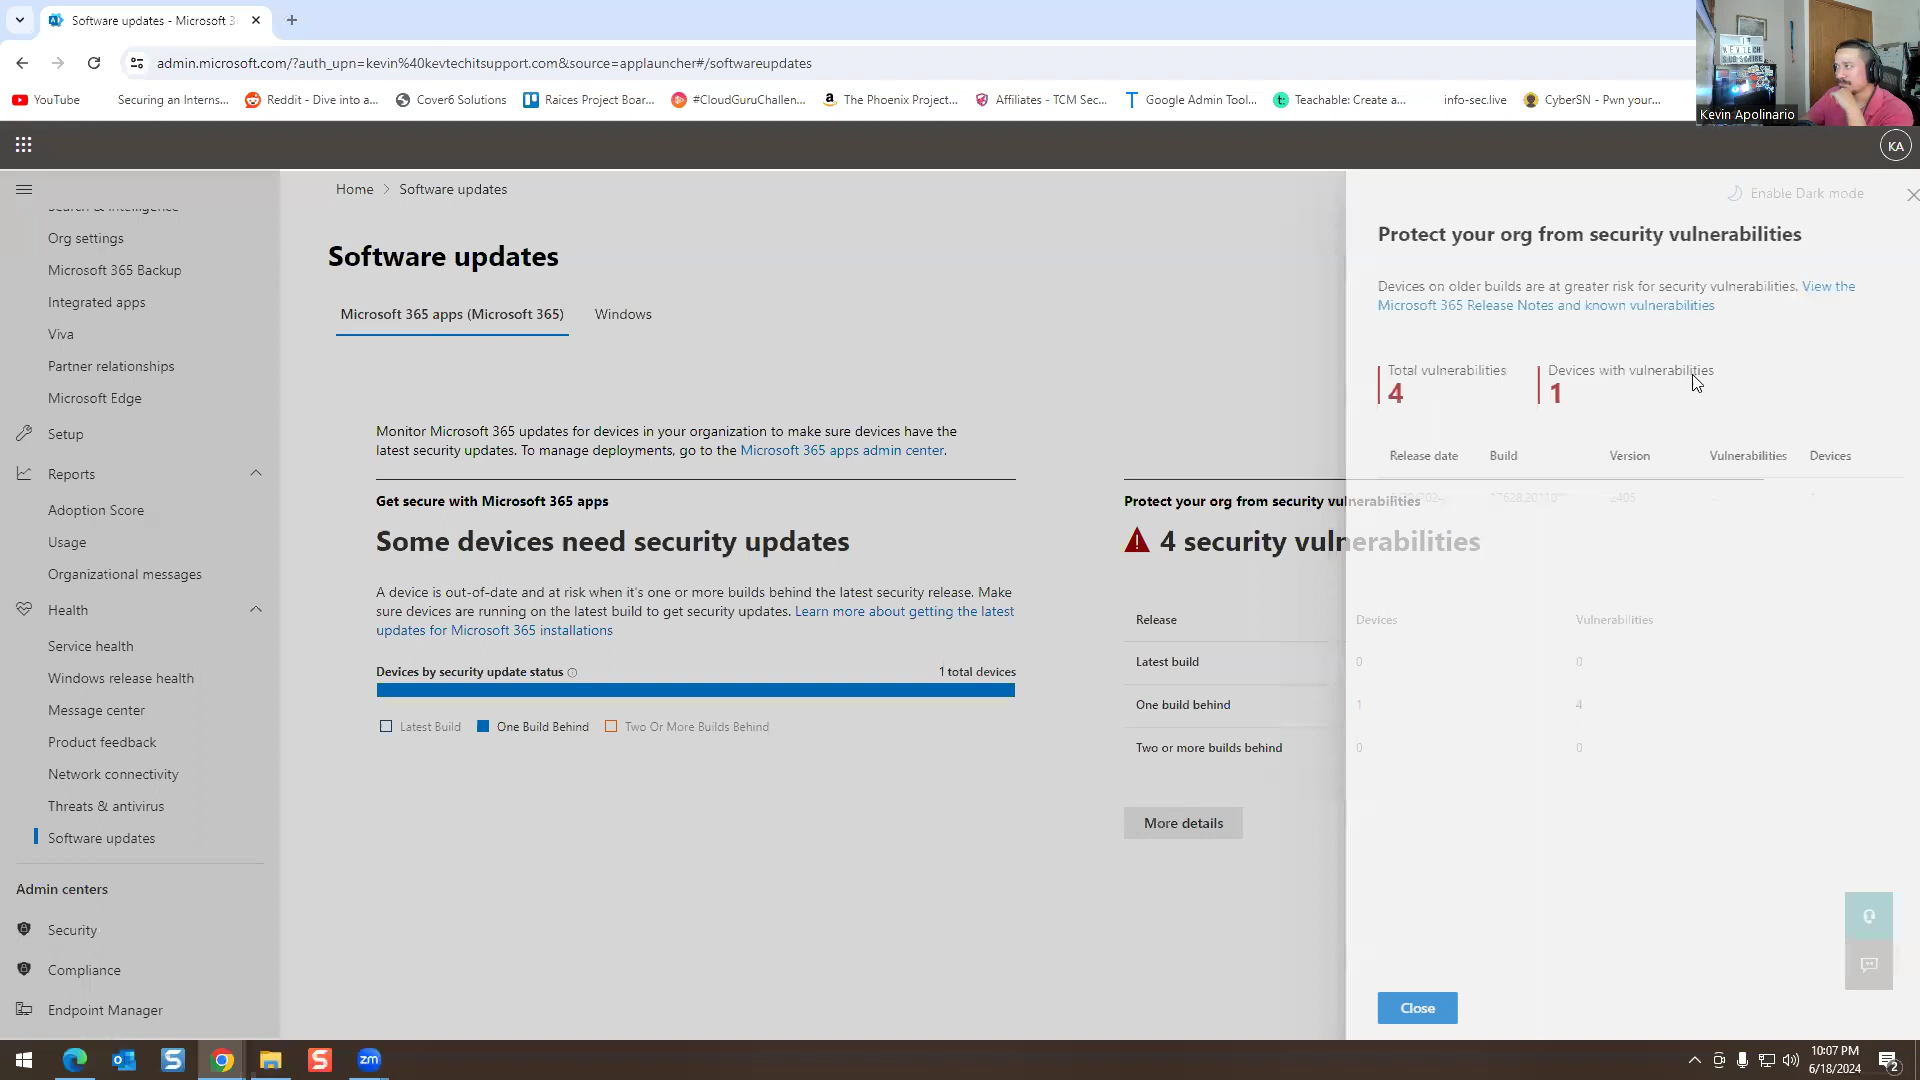 Software updates - Microsoft 3
admin.microsoft.com/?auth_upn=kevin%40kevtechitsupport.com&source=applauncher#/softwareupdates
YouTube
Securing an Interns...
Reddit - Dive into a...
Cover6 Solutions
Raices Project Boar...
#CloudGuruChallen...
The Phoenix Project...
Affiliates - TCM Sec...
Google Admin Tool...
Teachable: Create a...
info-sec.live
CyberSN - Pwn your...
KEVTECH
SUBSCRIBE
Kevin Apolinario
KA
Search & intelligence
Org settings
Microsoft 365 Backup
Integrated apps
Viva
Partner relationships
Microsoft Edge
Setup
Reports
Adoption Score
Usage
Organizational messages
Health
Service health
Windows release health
Message center
Product feedback
Network connectivity
Threats & antivirus
Software updates
Admin centers
Security
Compliance
Endpoint Manager
Home > Software updates
Software updates
Microsoft 365 apps (Microsoft 365)
Windows
Monitor Microsoft 365 updates for devices in your organization to make sure devices have the
latest security updates. To manage deployments, go to the Microsoft 365 apps admin center.
Get secure with Microsoft 365 apps
Some devices need security updates
A device is out-of-date and at risk when it's one or more builds behind the latest security release. Make
sure devices are running on the latest build to get security updates. Learn more about getting the latest
updates for Microsoft 365 installations
Devices by security update status
1 total devices
Latest Build
One Build Behind
Two Or More Builds Behind
Protect your org from security vulnerabilities
4 security vulnerabilities
Release Devices Vulnerabilities
Latest build 0 0
One build behind 1 4
Two or more builds behind 0 0
More details
Enable Dark mode
Protect your org from security vulnerabilities
Devices on older builds are at greater risk for security vulnerabilities. View the
Microsoft 365 Release Notes and known vulnerabilities
Total vulnerabilities
4
Devices with vulnerabilities
1
Release date Build Version Vulnerabilities Devices
2405
Close
zm
10:07 PM
6/18/2024
2